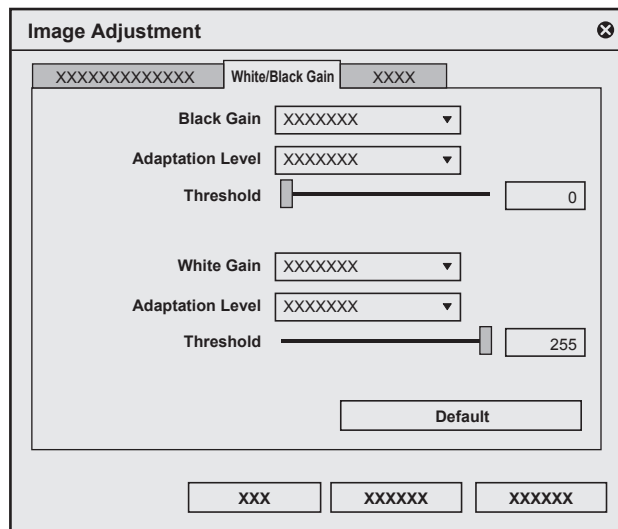 Image Adjustment
XXXXXXXXXXXXX White/Black Gain XXXX
Black Gain XXXXXXX
Adaptation Level XXXXXXX
Threshold 0
White Gain XXXXXXX
Adaptation Level XXXXXXX
Threshold 255
Default
XXX XXXXXX XXXXXX